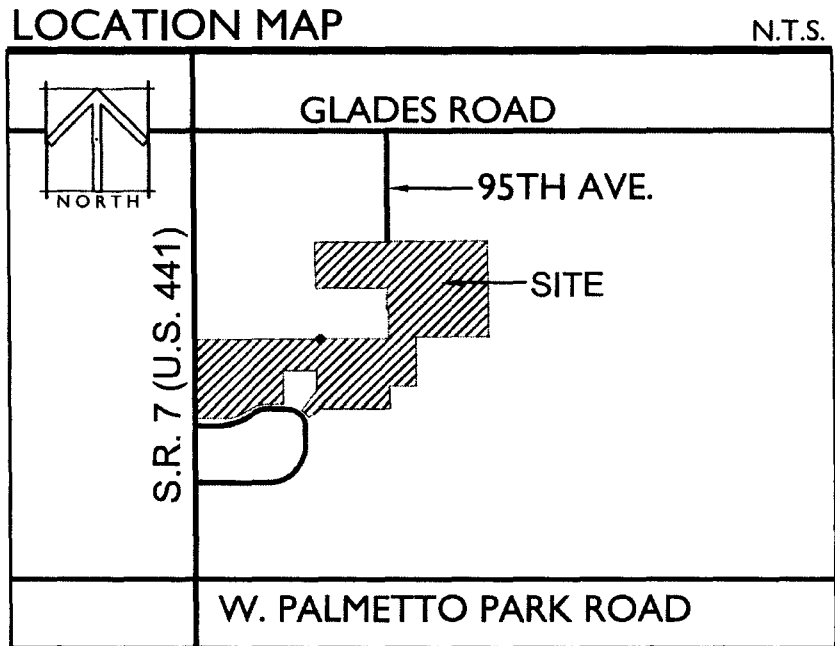 LOCATION MAP
N.T.S.
GLADES ROAD
NORTH
95TH AVE.
S.R. 7 (U.S. 441)
SITE
W. PALMETTO PARK ROAD